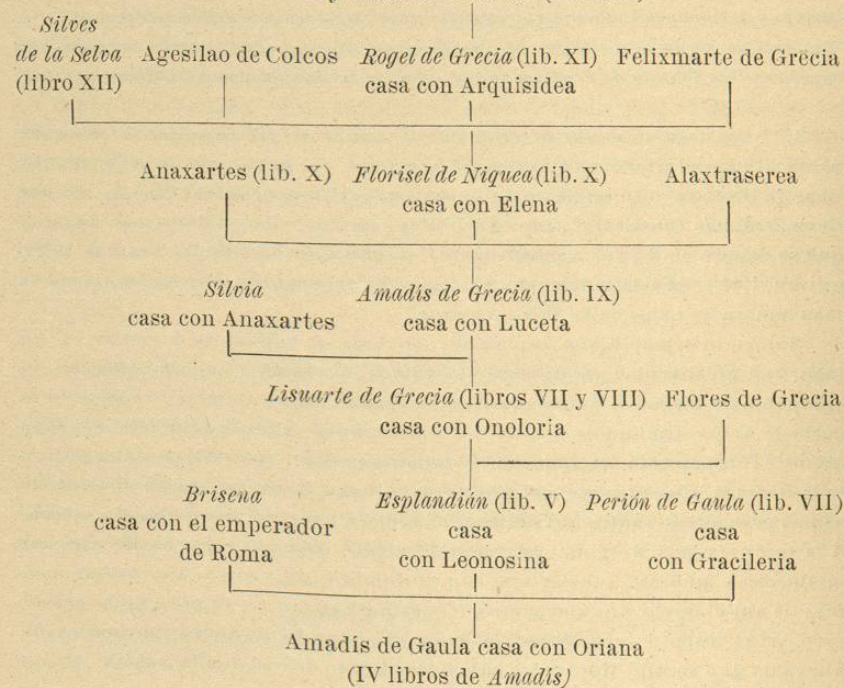 Silves
de la Selva Agesilao de Colcos Rogel de Grecia (lib. XI) Felixmarte de Grecia
(libro XII) casa con Arquisidea
Anaxartes (lib. X) Florisel de Niquea (lib. X) Alaxtraserea
casa con Elena
Silvia Amadís de Grecia (lib. IX)
casa con Anaxartes casa con Luceta
Lisuarte de Grecia (libros VII y VIII) Flores de Grecia
casa con Onoloria
Brisena Esplandián (lib. V) Perión de Gaula (lib. VII)
casa con el emperador casa casa
de Roma con Leonosina con Gracileria
Amadís de Gaula casa con Oriana
(IV libros de Amadís)